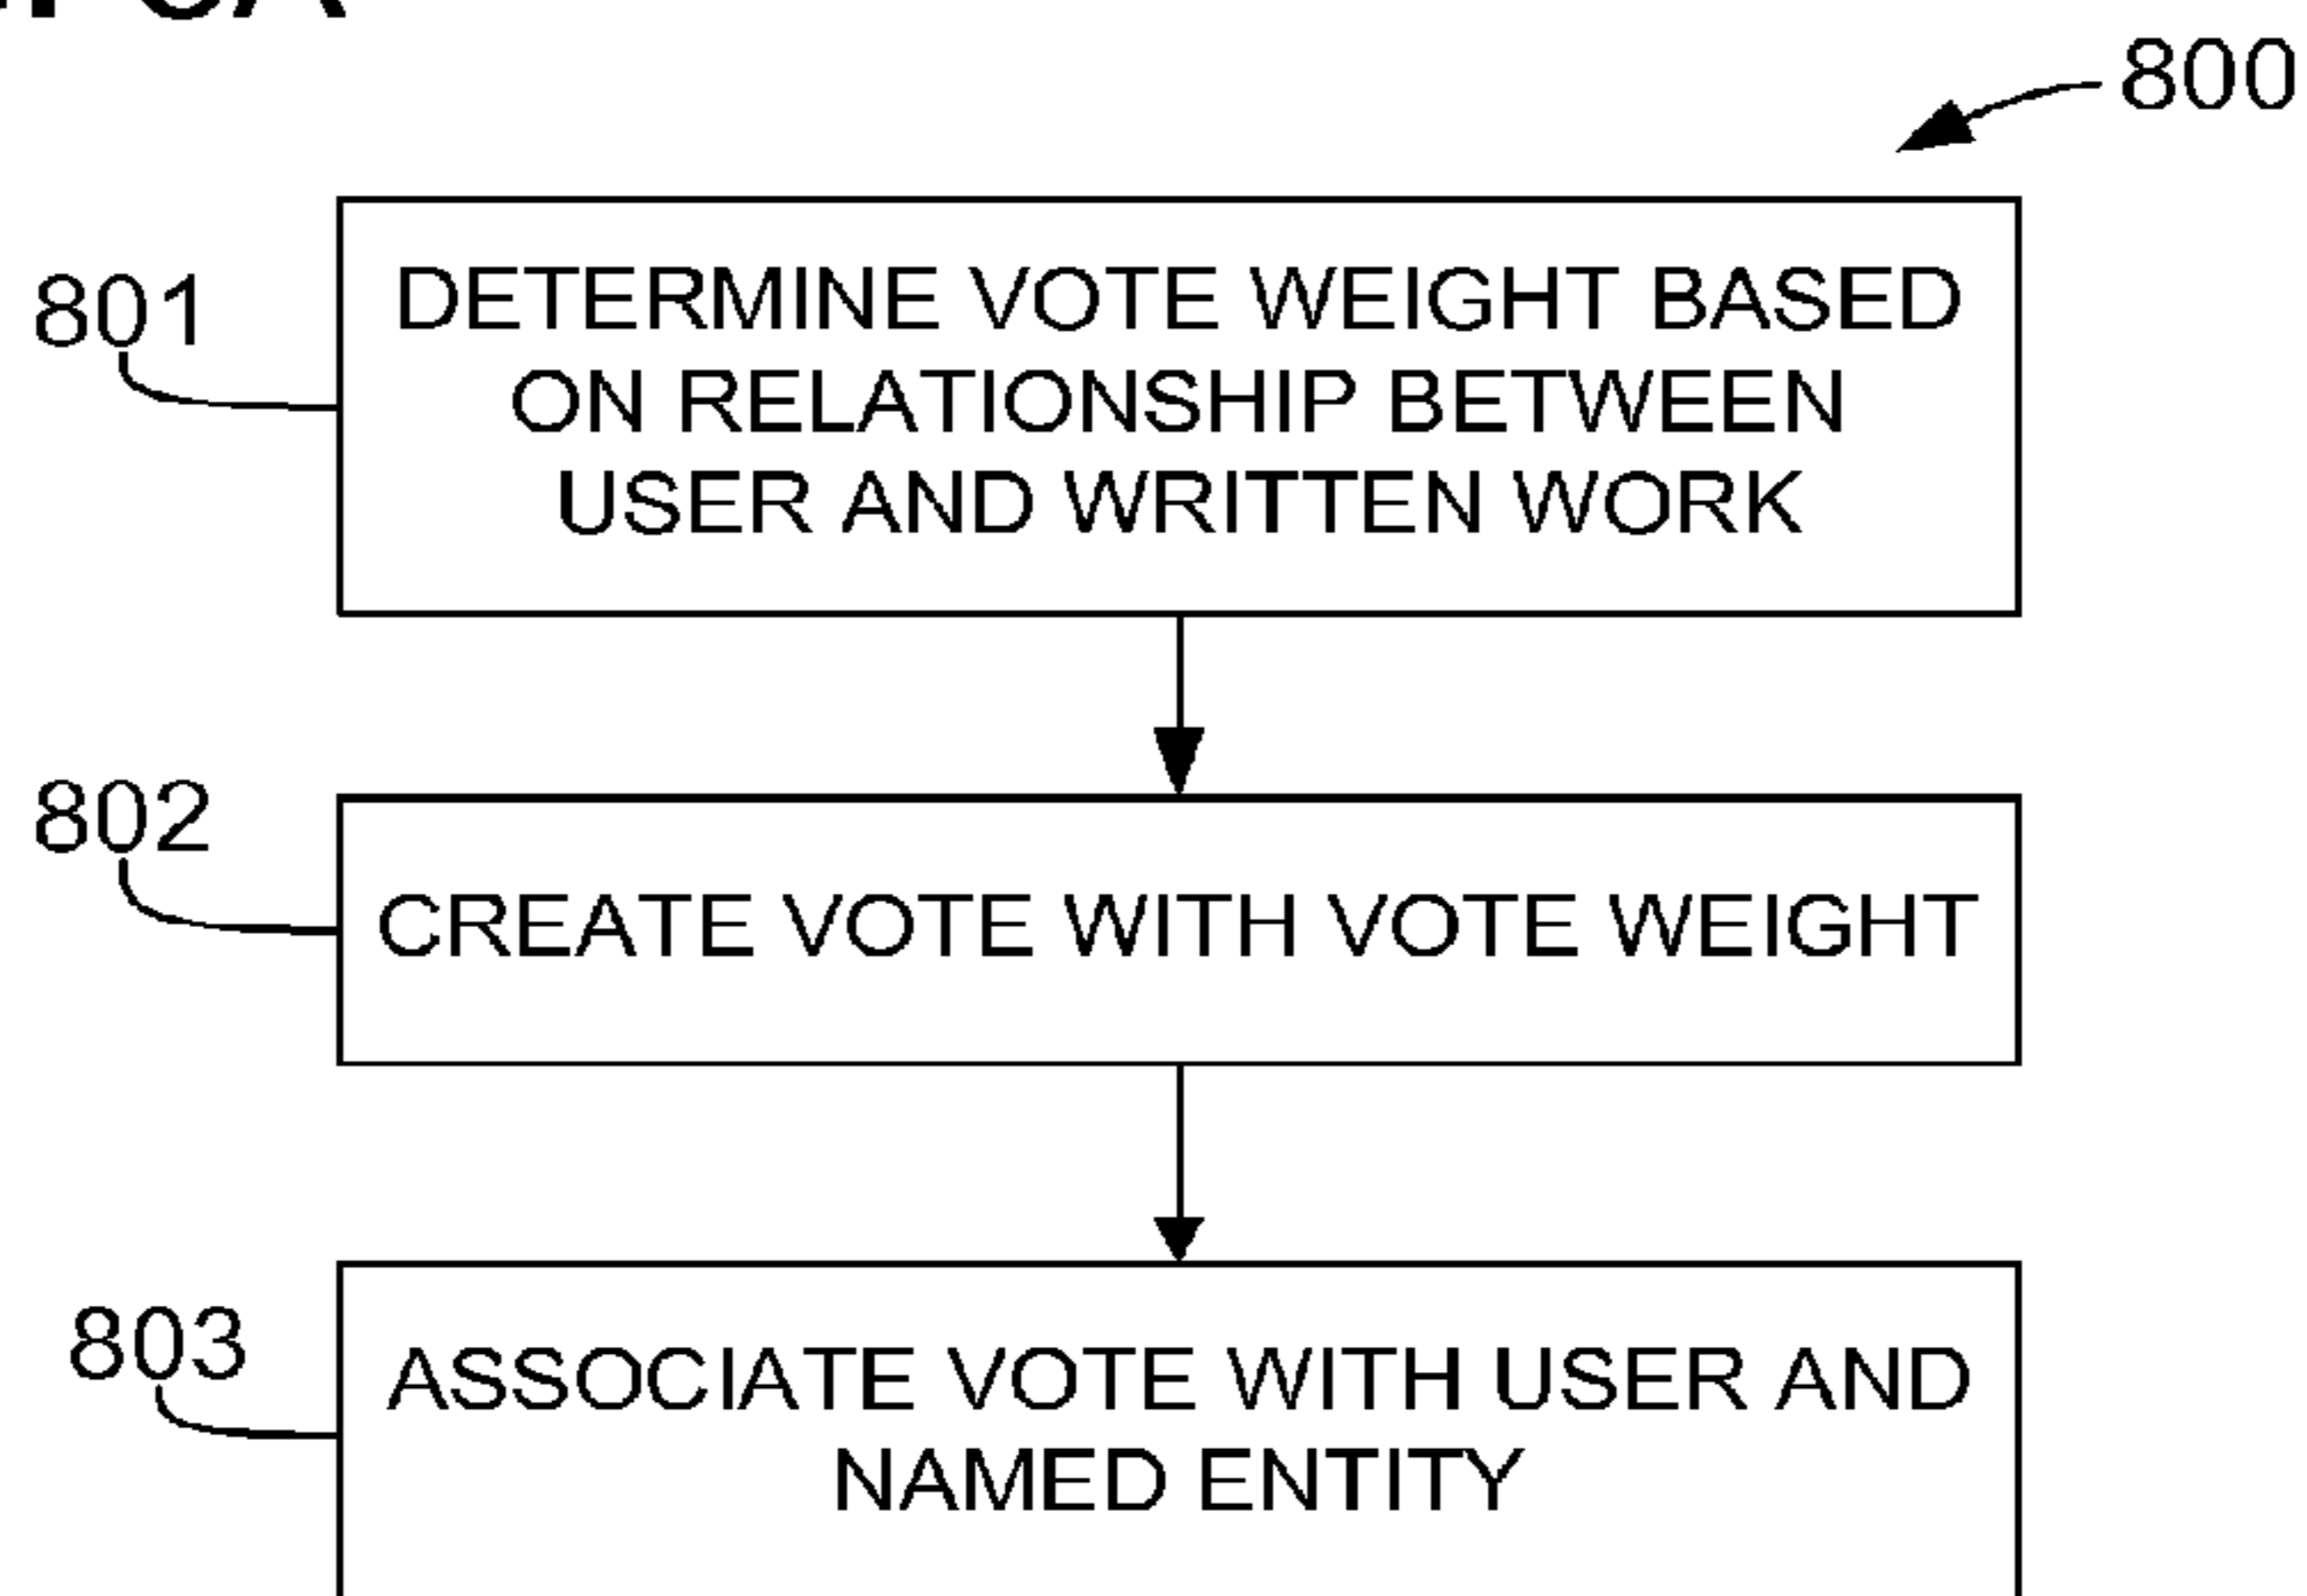 800
801
DETERMINE VOTE WEIGHT BASED
ON RELATIONSHIP BETWEEN
USER AND WRITTEN WORK
802
CREATE VOTE WITH VOTE WEIGHT
803
ASSOCIATE VOTE WITH USER AND
NAMED ENTITY